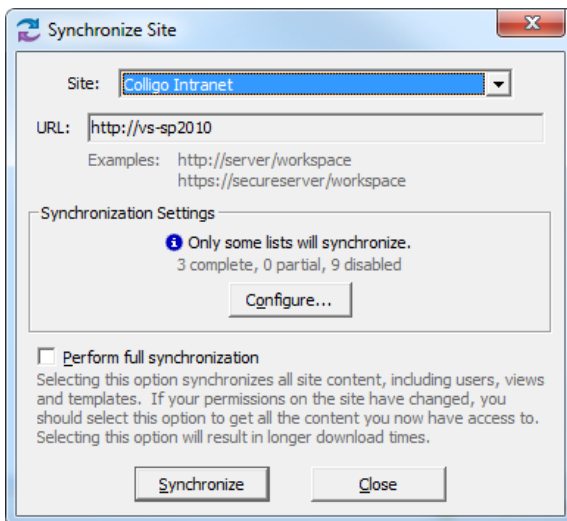 Synchronize Site
Site: Colligo Intranet
URL: http://vs-sp2010
Examples: http://server/workspace
https://secureserver/workspace
Synchronization Settings
Only some lists will synchronize.
3 complete, 0 partial, 9 disabled
Configure...
Perform full synchronization
Selecting this option synchronizes all site content, including users, views
and templates. If your permissions on the site have changed, you
should select this option to get all the content you now have access to.
Selecting this option will result in longer download times.
Synchronize Close